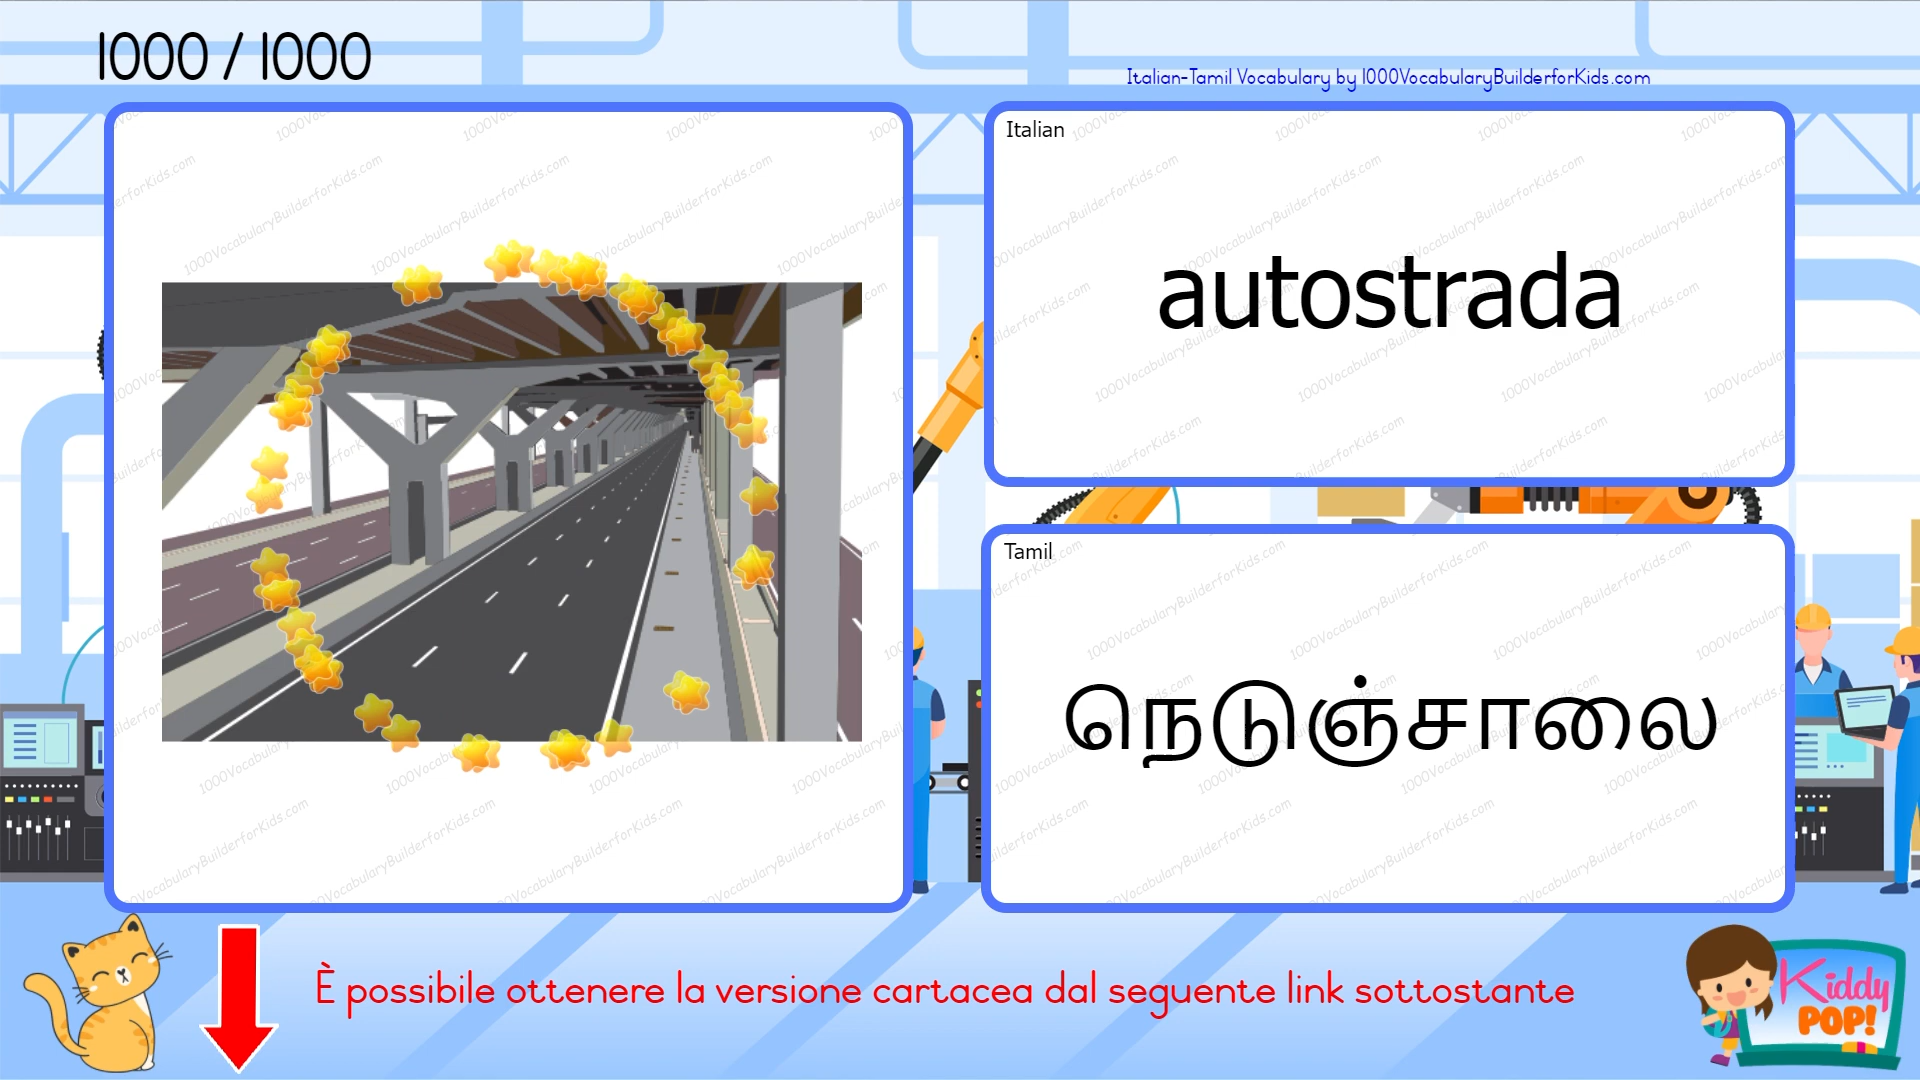 1000 / 1000
Italian-Tamil Vocabulary by 1000VocabularyBuilderforKids.com
Italian
autostrada
Tamil
நெடுஞ்சாலை
È possibile ottenere la versione cartacea dal seguente link sottostante
Kiddy
POP!